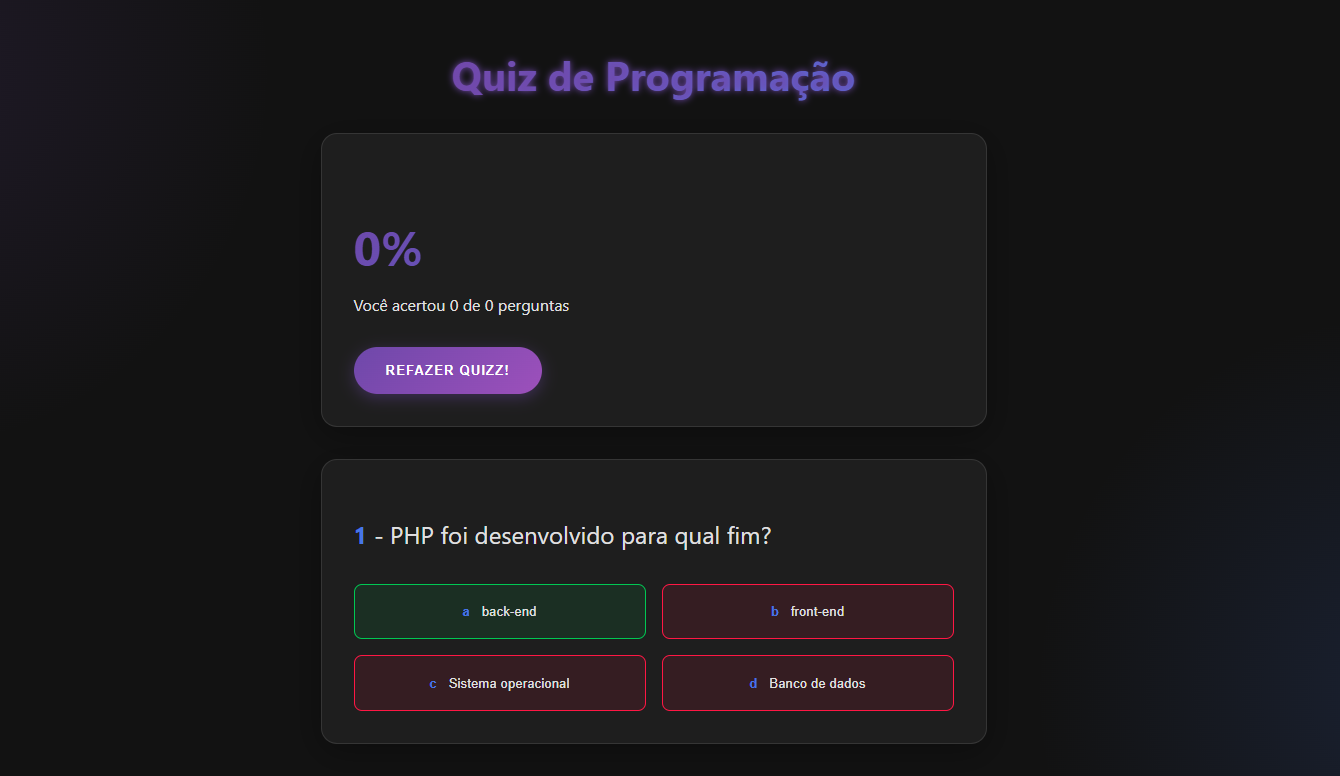 Quiz de Programação
0%
Você acertou 0 de 0 perguntas
REFAZER QUIZZ!
1 - PHP foi desenvolvido para qual fim?
a back-end
b front-end
c Sistema operacional
d Banco de dados